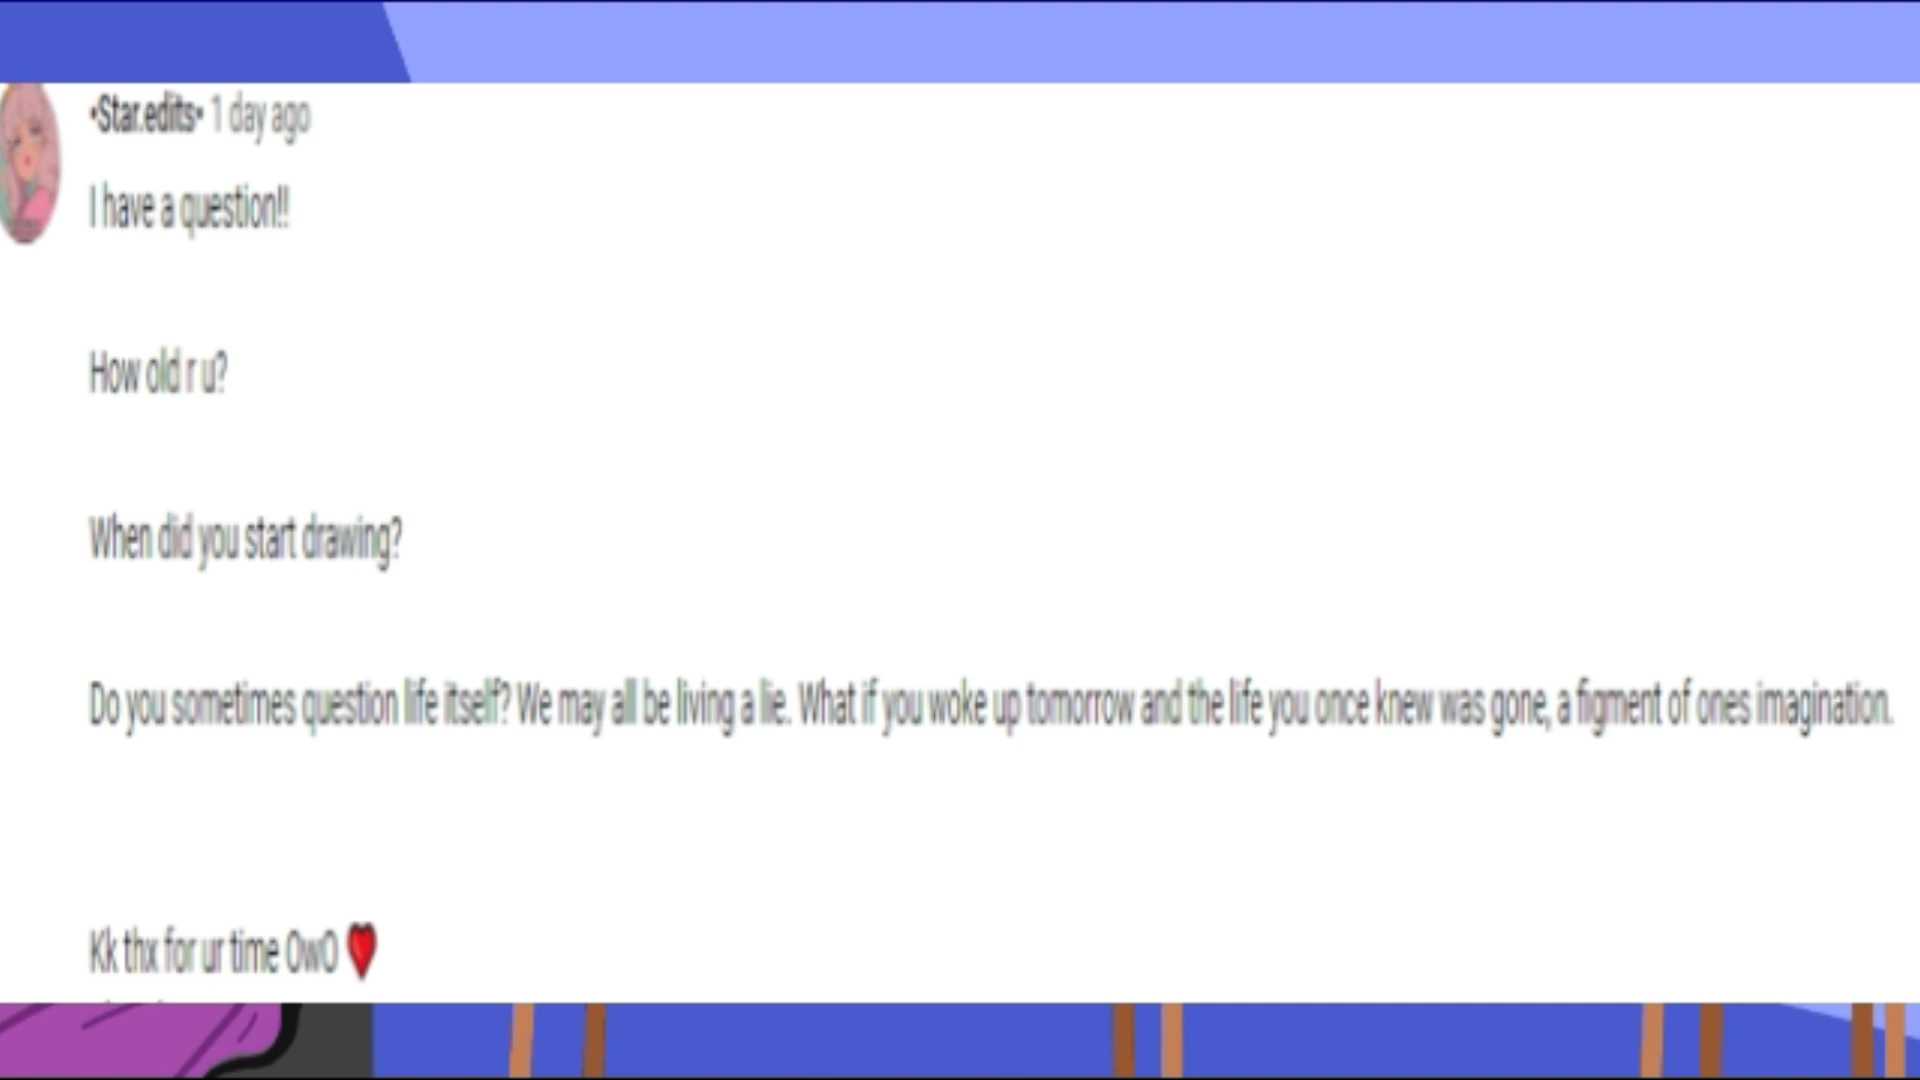 •Star.edits• 1 day ago
I have a question!!
How old r u?
When did you start drawing?
Do you sometimes question life itself? We may all be living a lie. What if you woke up tomorrow and the life you once knew was gone, a figment of ones imagination.
Kk thx for ur time OwO ❤️